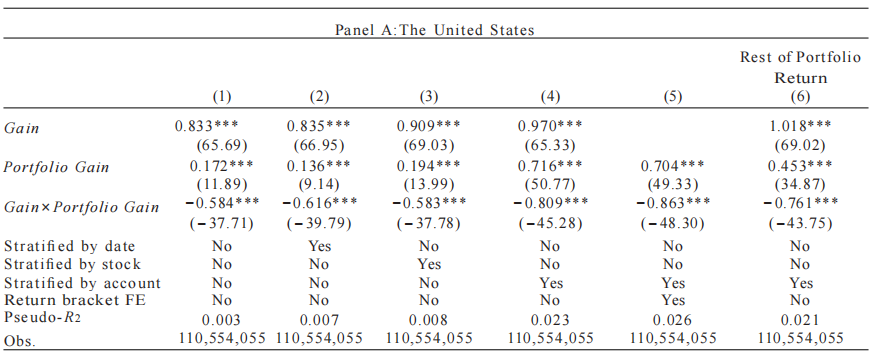 Panel A:The United States
Rest of Portfolio
Return
(1) (2) (3) (4) (5) (6)
Gain 0.833*** 0.835*** 0.909*** 0.970*** 1.018***
(65.69) (66.95) (69.03) (65.33) (69.02)
Portfolio Gain 0.172*** 0.136*** 0.194*** 0.716*** 0.704*** 0.453***
(11.89) (9.14) (13.99) (50.77) (49.33) (34.87)
Gain×Portfolio Gain −0.584*** −0.616*** −0.583*** −0.809*** −0.863*** −0.761***
(−37.71) (−39.79) (−37.78) (−45.28) (−48.30) (−43.75)
Stratified by date No Yes No No No No
Stratified by stock No No Yes No No No
Stratified by account No No No Yes Yes Yes
Return bracket FE No No No No Yes No
Pseudo-R2 0.003 0.007 0.008 0.023 0.026 0.021
Obs. 110,554,055 110,554,055 110,554,055 110,554,055 110,554,055 110,554,055